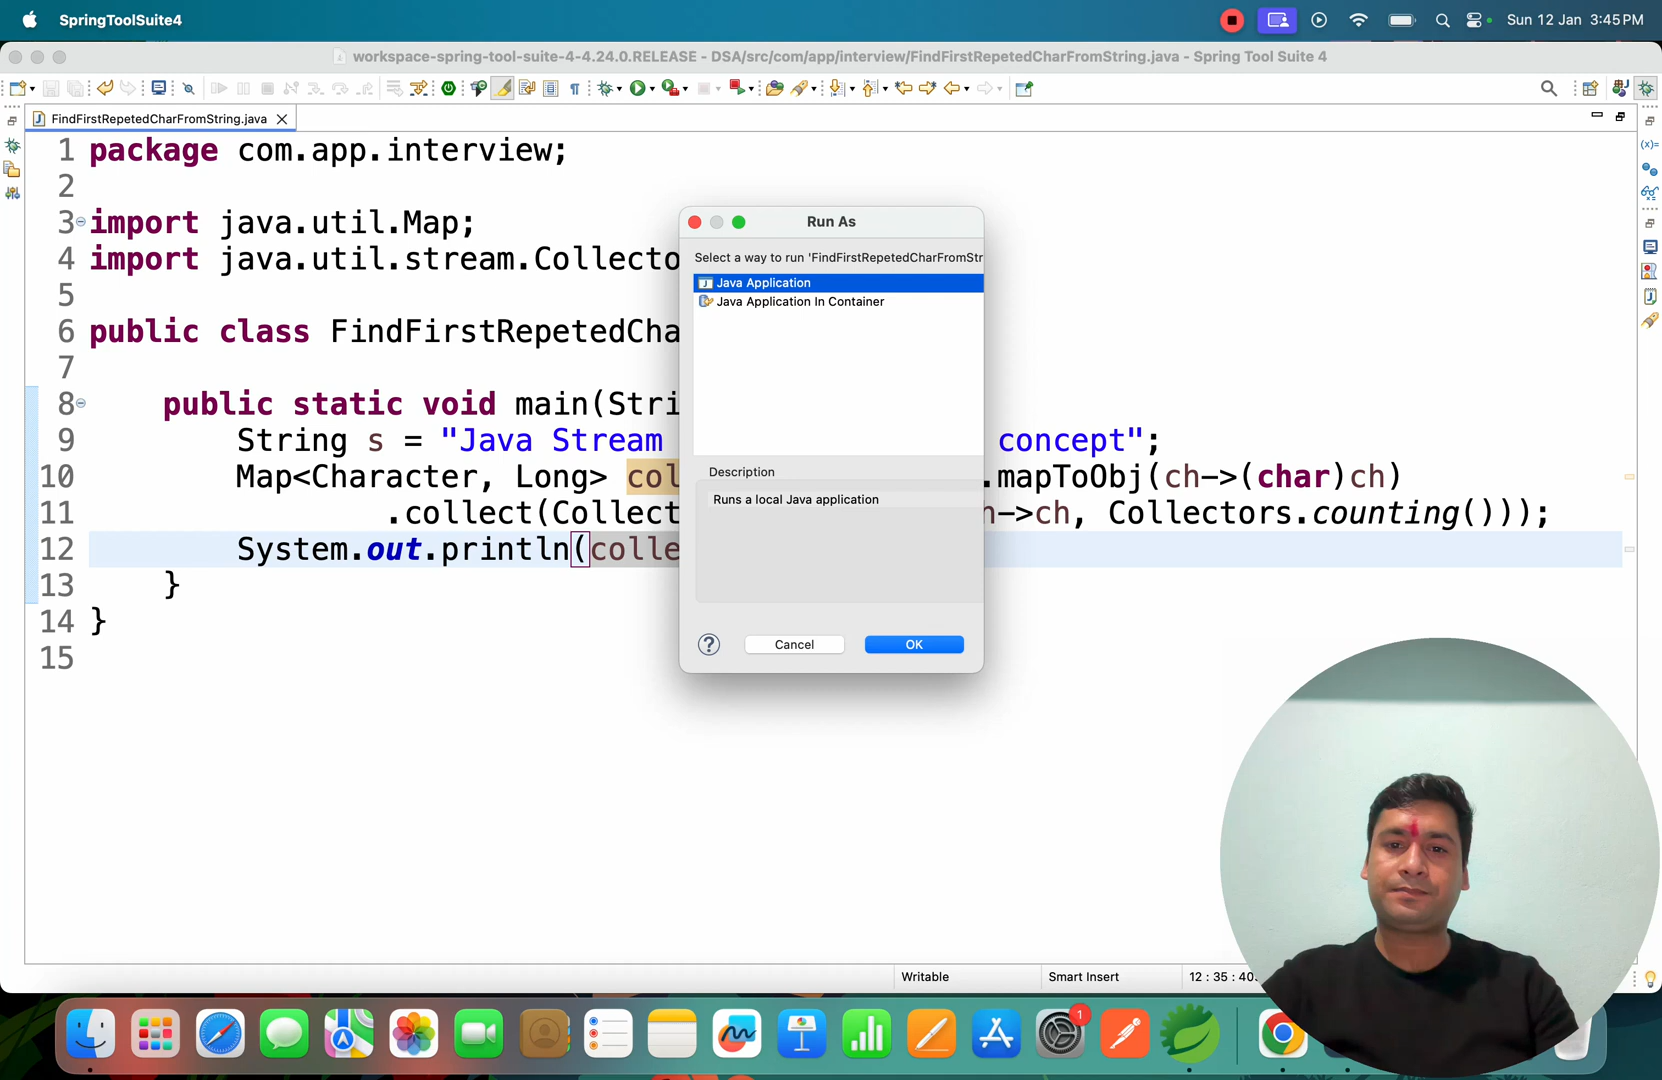 SpringToolSuite4
Sun 12 Jan 3:45 PM
workspace-spring-tool-suite-4-4.24.0.RELEASE - DSA/src/com/app/interview/FindFirstRepetedCharFromString.java - Spring Tool Suite 4
FindFirstRepetedCharFromString.java
1 package com.app.interview;
2
3 import java.util.Map;
4 import java.util.stream.Collecto
5
6 public class FindFirstRepetedCha
7
8 public static void main(Stri
9 String s = "Java Stream concept";
10 Map<Character, Long> col .mapToObj(ch->(char)ch)
11 .collect(Collect ->ch, Collectors.counting()));
12 System.out.println(colle
13 }
14 }
15
Run As
Select a way to run 'FindFirstRepetedCharFromStr
Java Application
Java Application In Container
Description
Runs a local Java application
?
Cancel
OK
(x)=
Writable
Smart Insert
12 : 35 : 40
1